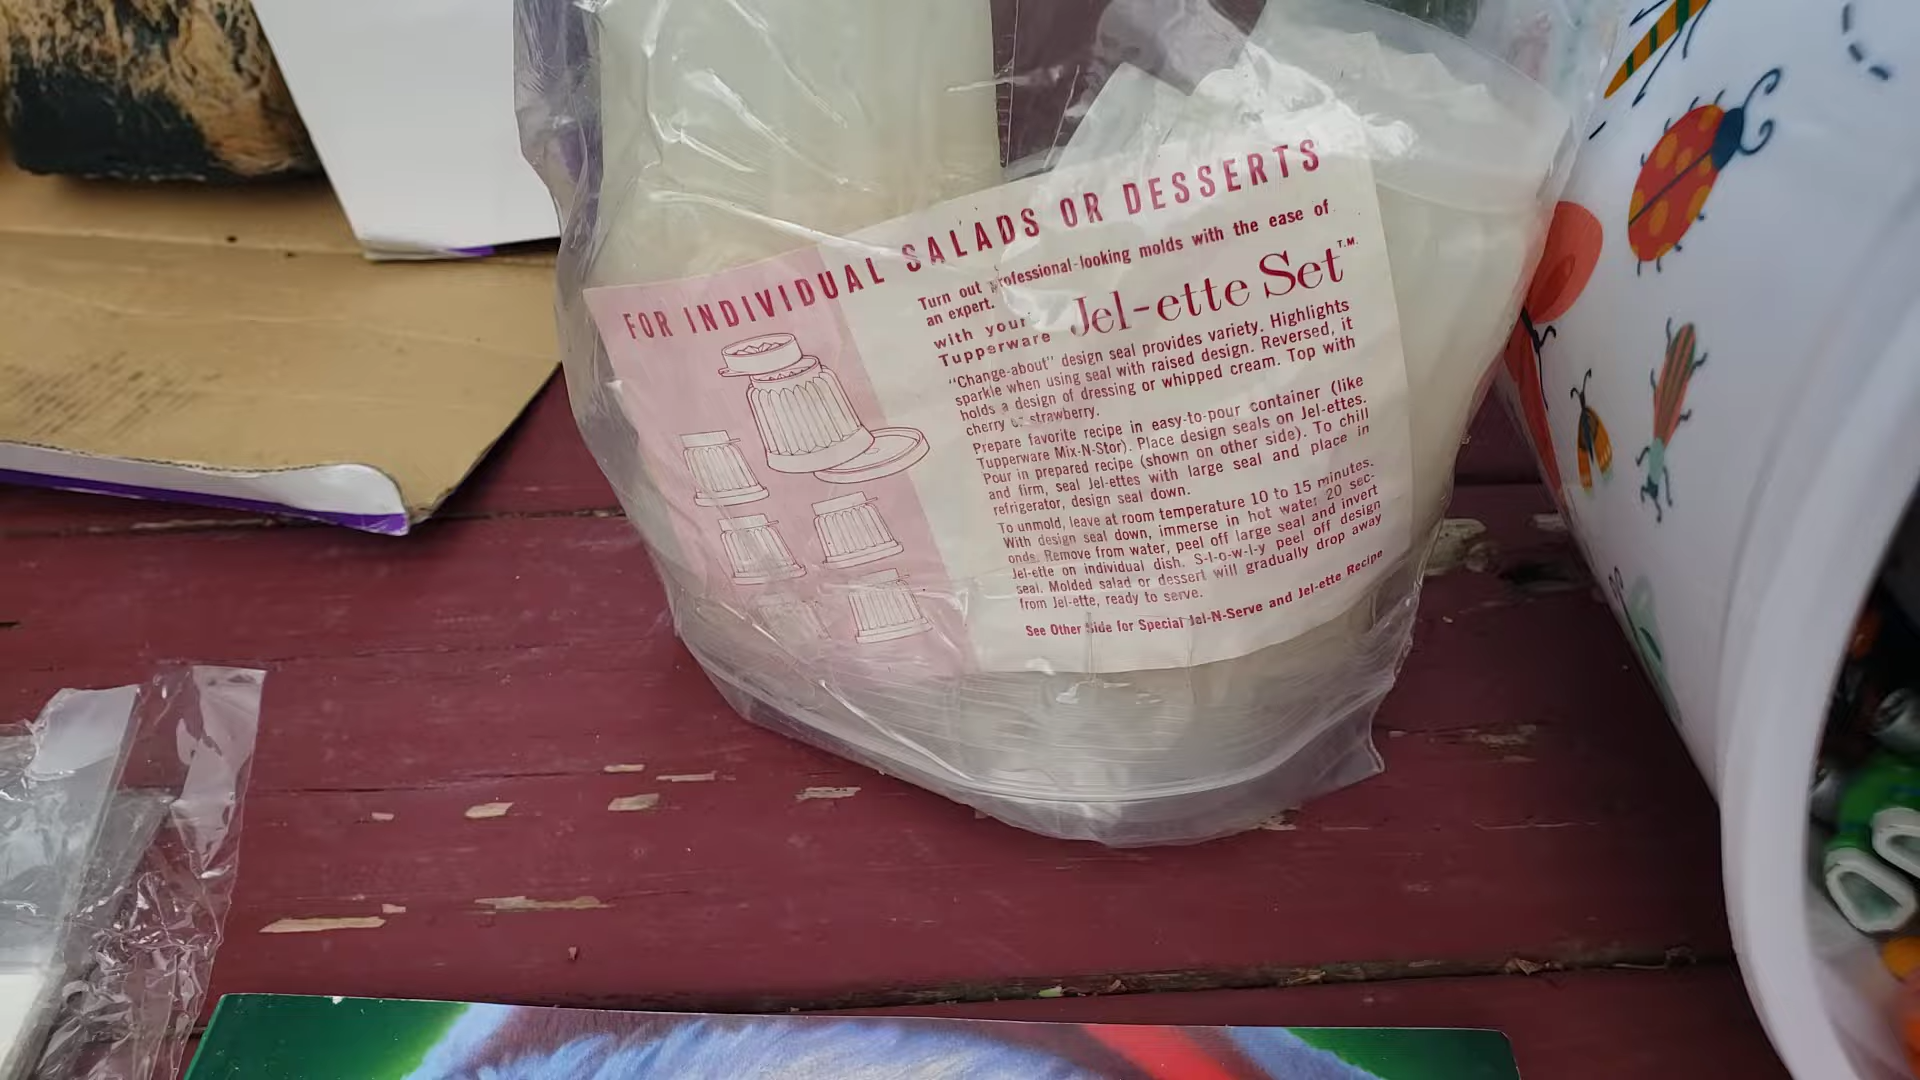 FOR INDIVIDUAL SALADS OR DESSERTS
Turn out professional-looking molds with the ease of
an expert.
with your
Tupperware
Jel-ette Set T.M.
"Change-about" design seal provides variety. Highlights
sparkle when using seal with raised design. Reversed, it
holds a design of dressing or whipped cream. Top with
cherry or strawberry.
Prepare favorite recipe in easy-to-pour container (like
Tupperware Mix-N-Stor). Place design seals on Jel-ettes.
Pour in prepared recipe (shown on other side). To chill
and firm, seal Jel-ettes with large seal and place in
refrigerator, design seal down.
To unmold, leave at room temperature 10 to 15 minutes.
With design seal down, immerse in hot water 20 sec-
onds. Remove from water, peel off large seal and invert
Jel-ette on individual dish. S-l-o-w-l-y peel off design
seal. Molded salad or dessert will gradually drop away
from Jel-ette, ready to serve.
See Other Side for Special Jel-N-Serve and Jel-ette Recipe